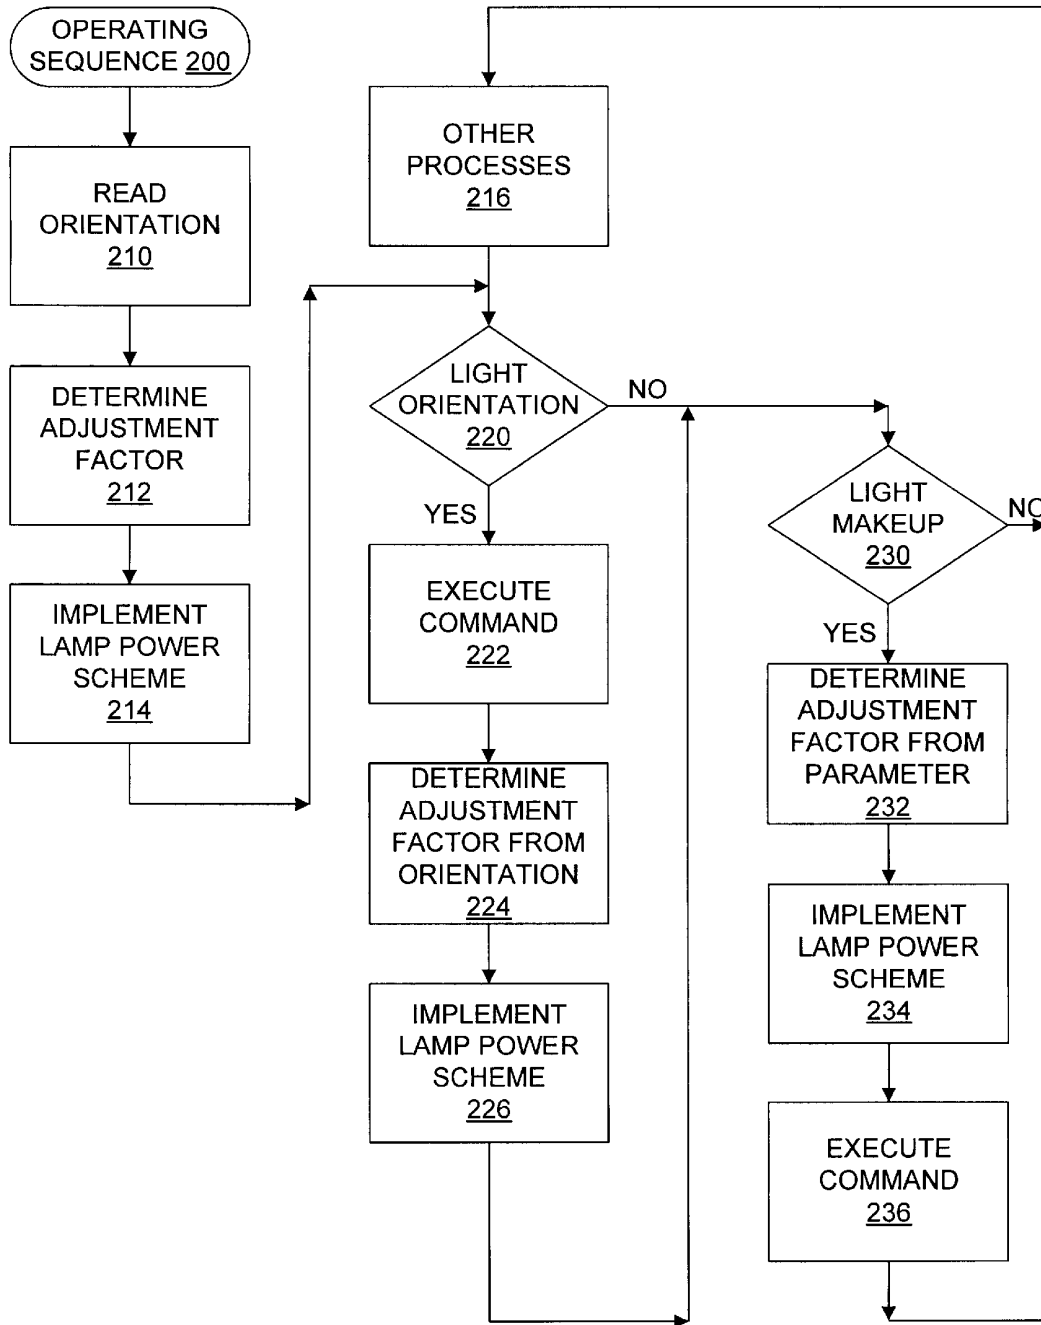 OPERATING
SEQUENCE 200
READ
ORIENTATION
210
DETERMINE
ADJUSTMENT
FACTOR
212
IMPLEMENT
LAMP POWER
SCHEME
214
OTHER
PROCESSES
216
LIGHT
ORIENTATION
220
NO
YES
EXECUTE
COMMAND
222
DETERMINE
ADJUSTMENT
FACTOR FROM
ORIENTATION
224
IMPLEMENT
LAMP POWER
SCHEME
226
LIGHT
MAKEUP
230
NO
YES
DETERMINE
ADJUSTMENT
FACTOR FROM
PARAMETER
232
IMPLEMENT
LAMP POWER
SCHEME
234
EXECUTE
COMMAND
236